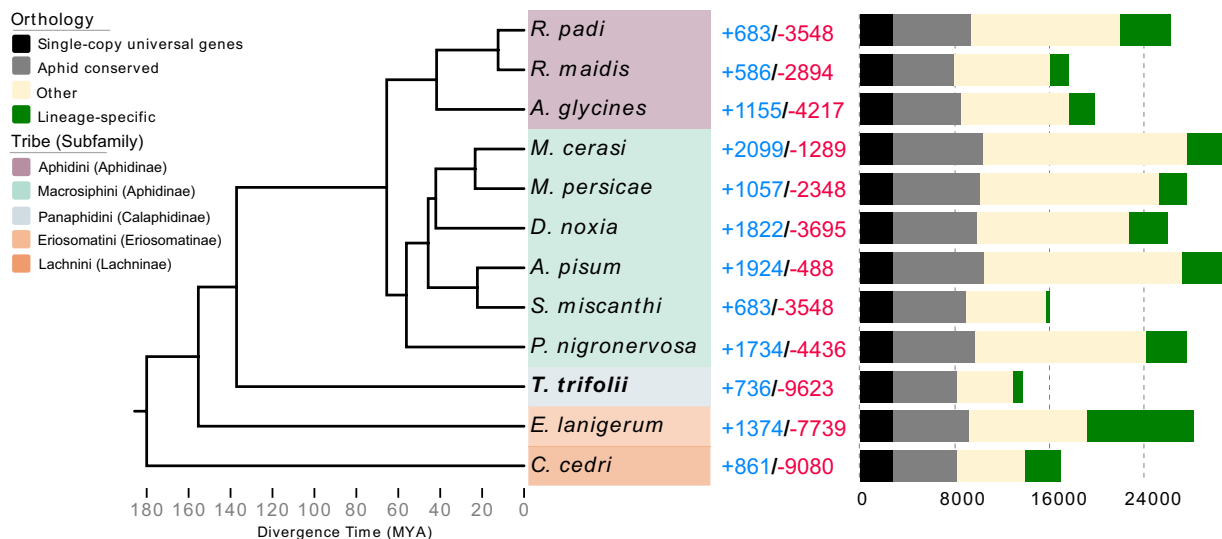 Orthology
Single-copy universal genes
Aphid conserved
Other
Lineage-specific
Tribe (Subfamily)
Aphidini (Aphidinae)
Macrosiphini (Aphidinae)
Panaphidini (Calaphidinae)
Eriosomatini (Eriosomatinae)
Lachnini (Lachninae)
R. padi +683/-3548
R. maidis +586/-2894
A. glycines +1155/-4217
M. cerasi +2099/-1289
M. persicae +1057/-2348
D. noxia +1822/-3695
A. pisum +1924/-488
S. miscanthi +683/-3548
P. nigronervosa +1734/-4436
T. trifolii +736/-9623
E. lanigerum +1374/-7739
C. cedri +861/-9080
180 160 140 120 100 80 60 40 20 0
Divergence Time (MYA)
0 80000 16000 24000